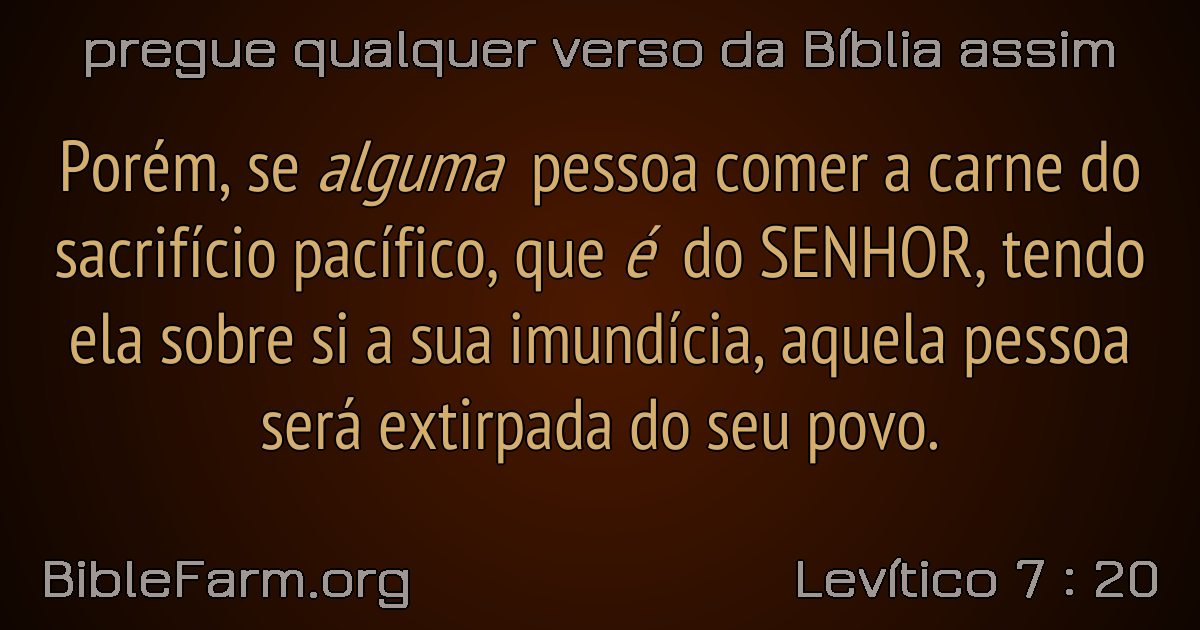 pregue qualquer verso da Bíblia assim
Porém, se alguma pessoa comer a carne do
sacrifício pacífico, que é do SENHOR, tendo
ela sobre si a sua imundícia, aquela pessoa
será extirpada do seu povo.
BibleFarm.org
Levítico 7 : 20